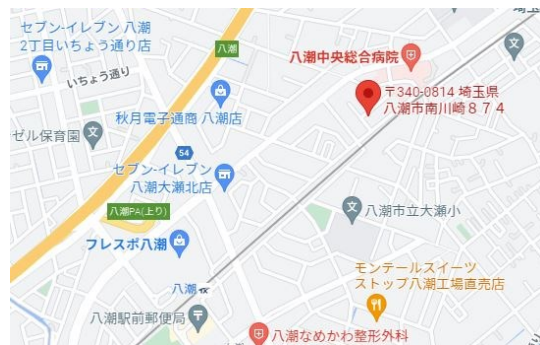 セブン-イレブン 八潮
2丁目いちょう通り店
いちょう通り
八潮
八潮中央総合病院
〒340-0814 埼玉県
八潮市南川崎874
秋月電子通商 八潮店
ゼル保育園
54
セブン-イレブン
八潮大瀬北店
八潮PA(上り)
八潮市立大瀬小
フレスポ八潮
モンテールスイーツ
ストップ八潮工場直売店
八潮
八潮駅前郵便局
八潮なめかわ整形外科